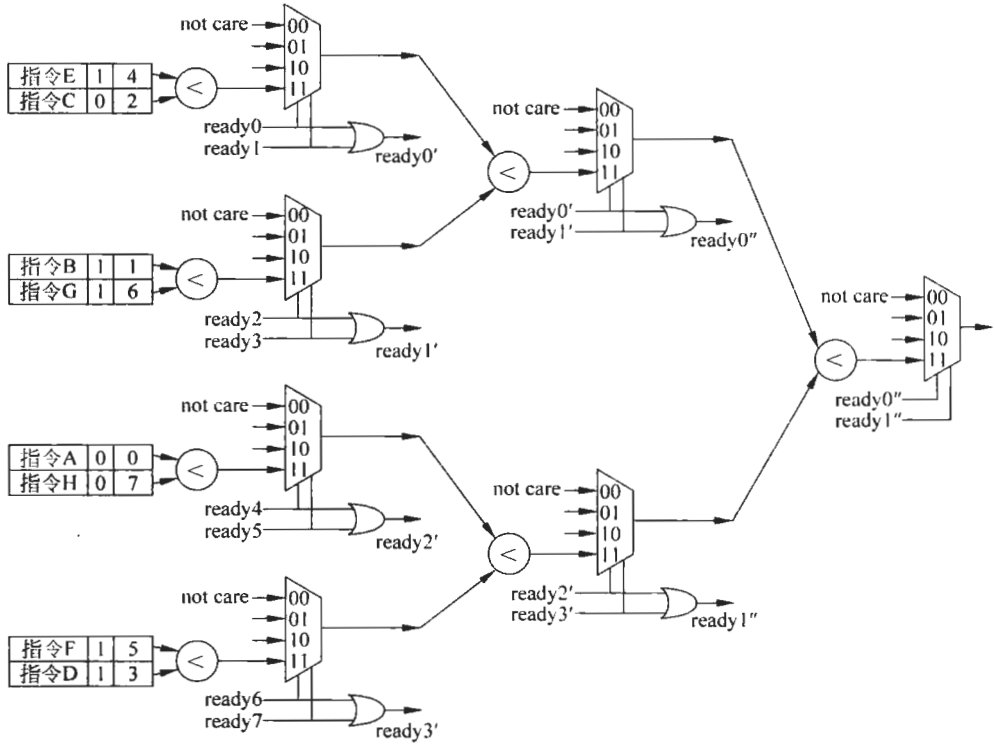 not care 00
01
10
11
指令E 1 4
指令C 0 2
<
ready0
ready1
ready0′
not care 00
01
10
11
指令B 1 1
指令G 1 6
<
ready2
ready3
ready1′
<
not care 00
01
10
11
ready0′
ready1′
ready0″
not care 00
01
10
11
指令A 0 0
指令H 0 7
<
ready4
ready5
ready2′
not care 00
01
10
11
指令F 1 5
指令D 1 3
<
ready6
ready7
ready3′
<
not care 00
01
10
11
ready2′
ready3′
ready1″
<
not care 00
01
10
11
ready0″
ready1″